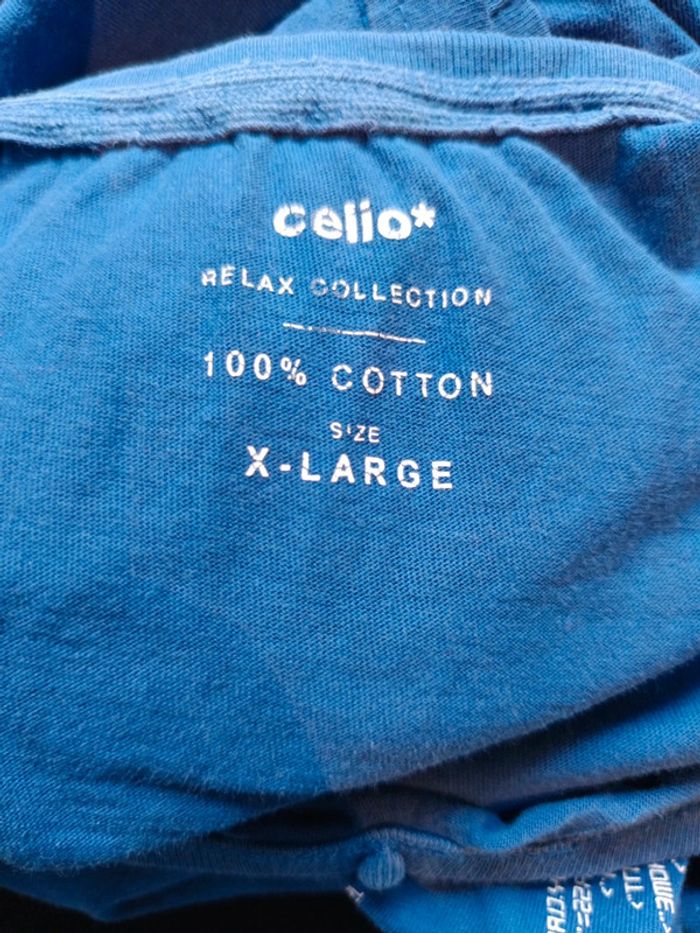 celio*
RELAX COLLECTION
100% COTTON
SIZE
X-LARGE